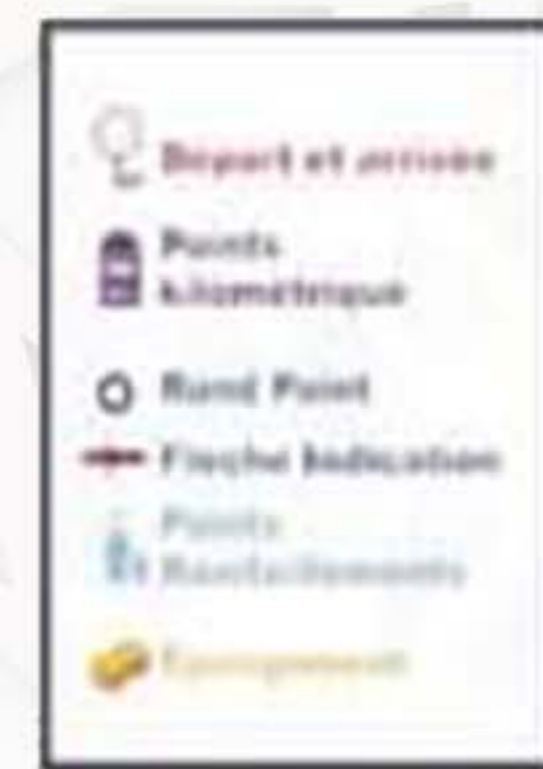 Départ et arrivée
Points
kilométrique
Rond Point
Flèche Indication
Points
Ravitaillements